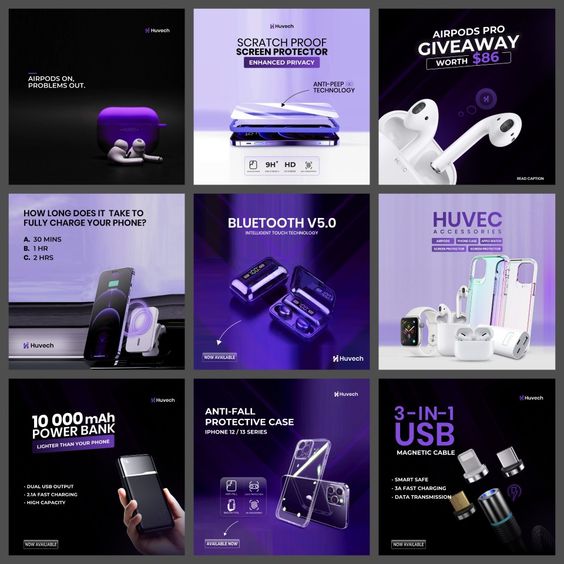 Huvech
AIRPODS ON,
PROBLEMS OUT.
Huvech
SCRATCH PROOF
SCREEN PROTECTOR
ENHANCED PRIVACY
ANTI-PEEP
TECHNOLOGY
9H+ HD
AIRPODS PRO
GIVEAWAY
WORTH $86
READ CAPTION
HOW LONG DOES IT TAKE TO
FULLY CHARGE YOUR PHONE?
A. 30 MINS
B. 1 HR
C. 2 HRS
Huvech
BLUETOOTH V5.0
INTELLIGENT TOUCH TECHNOLOGY
NOW AVAILABLE
Huvech
HUVEC
ACCESSORIES
AIRPODS PHONE CASE APPLE WATCH
SCREEN PROTECTOR SCREEN PROTECTOR
Huvech
10 000 mAh
POWER BANK
LIGHTER THAN YOUR PHONE
• DUAL USB OUTPUT
• 2.1A FAST CHARGING
• HIGH CAPACITY
NOW AVAILABLE
Huvech
ANTI-FALL
PROTECTIVE CASE
IPHONE 12 / 13 SERIES
AVAILABLE NOW
Huvech
3-IN-1
USB
MAGNETIC CABLE
• SMART SAFE
• 3A FAST CHARGING
• DATA TRANSMISSION
NOW AVAILABLE